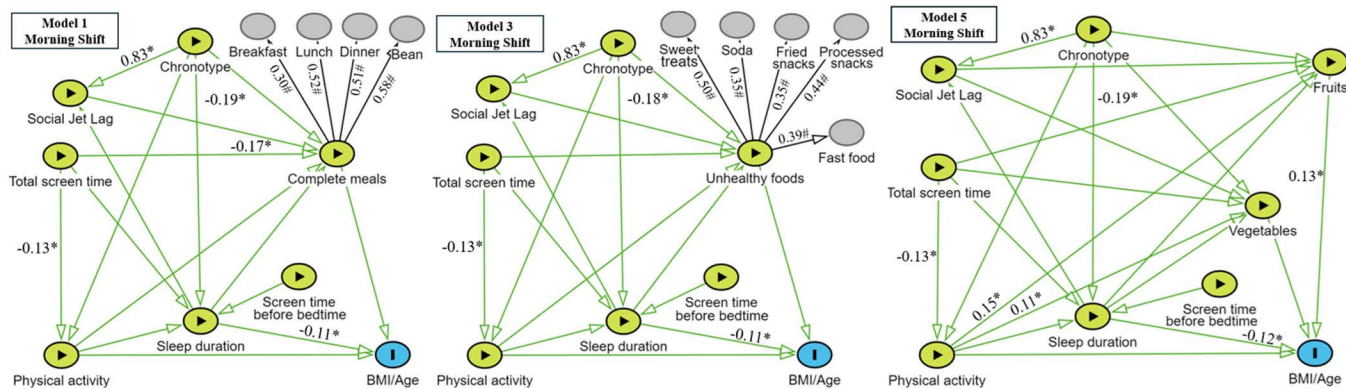 Model 1
Morning Shift
Breakfast
Lunch
Dinner
Bean
Chronotype
0.83*
0.30#
0.52#
0.51#
0.58#
-0.19*
Social Jet Lag
-0.17*
Total screen time
Complete meals
-0.13*
Screen time
before bedtime
-0.11*
Sleep duration
Physical activity
BMI/Age
Model 3
Morning Shift
Sweet
treats
Soda
Fried
snacks
Processed
snacks
Chronotype
0.83*
0.50#
0.35#
0.35#
0.44#
-0.18*
Social Jet Lag
0.39#
Fast food
Total screen time
Unhealthy foods
-0.13*
Screen time
before bedtime
-0.11*
Sleep duration
Physical activity
BMI/Age
Model 5
Morning Shift
0.83*
Chronotype
Fruits
Social Jet Lag
-0.19*
Total screen time
0.13*
Vegetables
-0.13*
0.15*
0.11*
Screen time
before bedtime
-0.12*
Sleep duration
Physical activity
BMI/Age